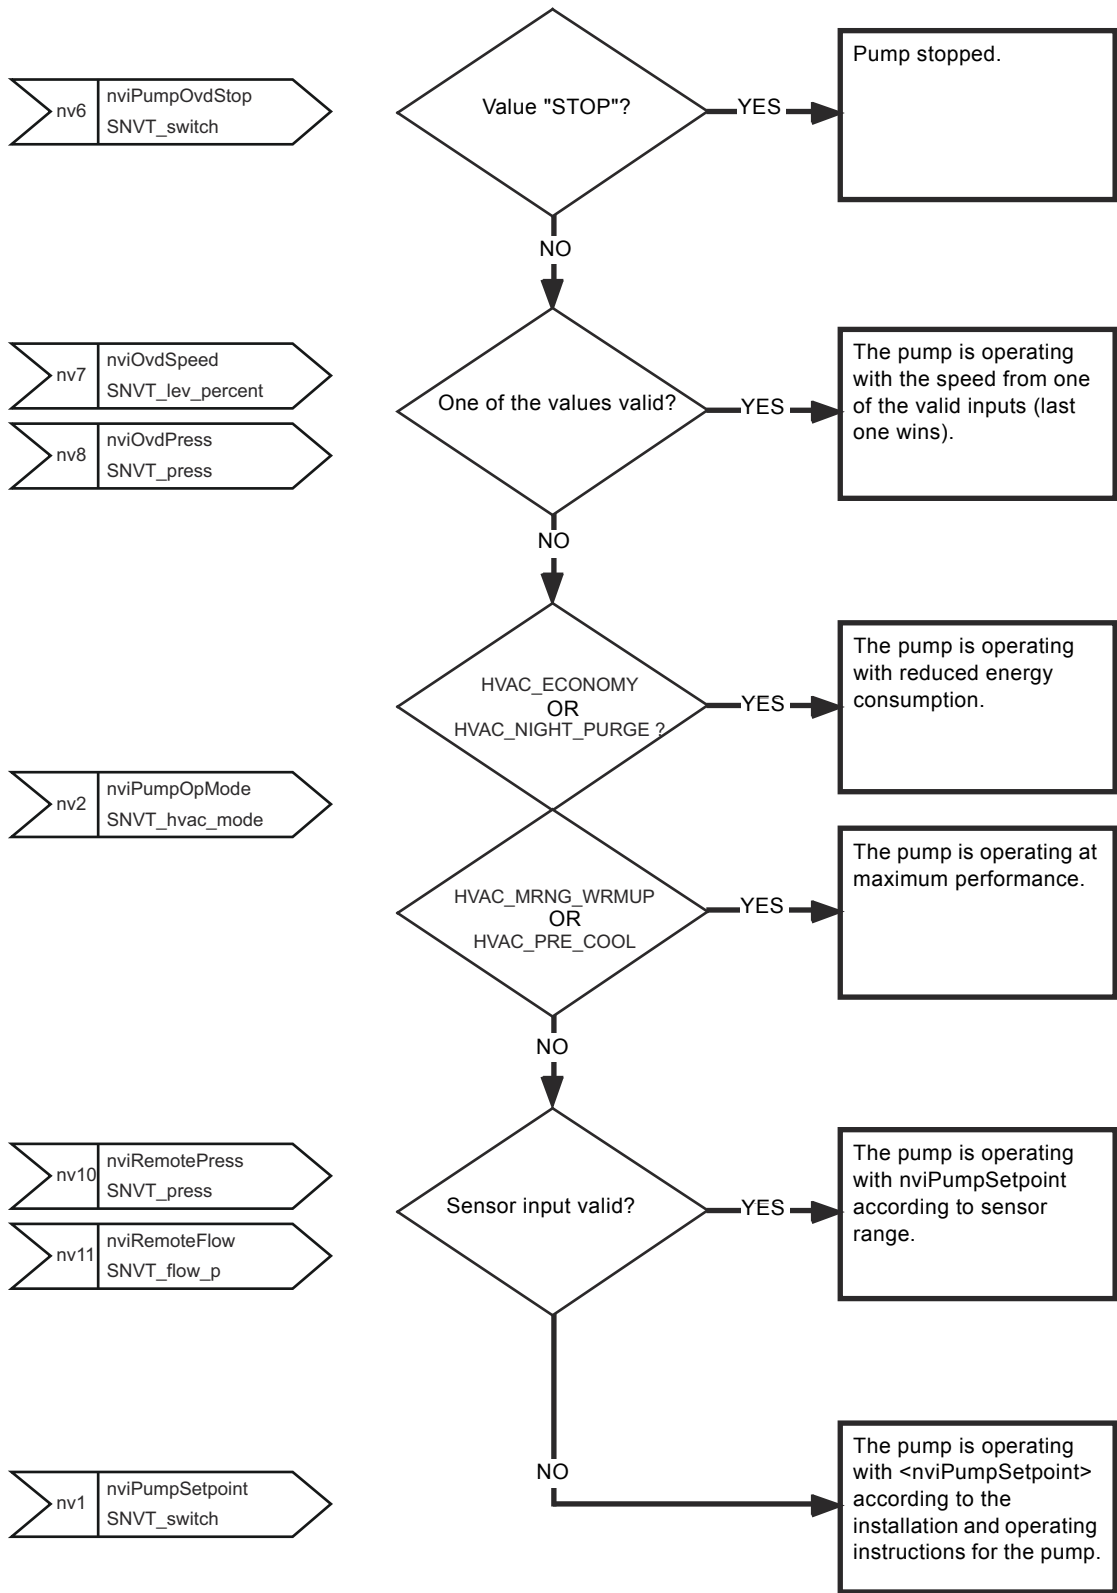 nv6
nviPumpOvdStop
SNVT_switch
Value "STOP"?
YES
Pump stopped.
NO
nv7
nviOvdSpeed
SNVT_lev_percent
nv8
nviOvdPress
SNVT_press
One of the values valid?
YES
The pump is operating
with the speed from one
of the valid inputs (last
one wins).
NO
HVAC_ECONOMY
OR
HVAC_NIGHT_PURGE ?
YES
The pump is operating
with reduced energy
consumption.
nv2
nviPumpOpMode
SNVT_hvac_mode
HVAC_MRNG_WRMUP
OR
HVAC_PRE_COOL
YES
The pump is operating at
maximum performance.
NO
nv10
nviRemotePress
SNVT_press
nv11
nviRemoteFlow
SNVT_flow_p
Sensor input valid?
YES
The pump is operating
with nviPumpSetpoint
according to sensor
range.
NO
nv1
nviPumpSetpoint
SNVT_switch
The pump is operating
with <nviPumpSetpoint>
according to the
installation and operating
instructions for the pump.